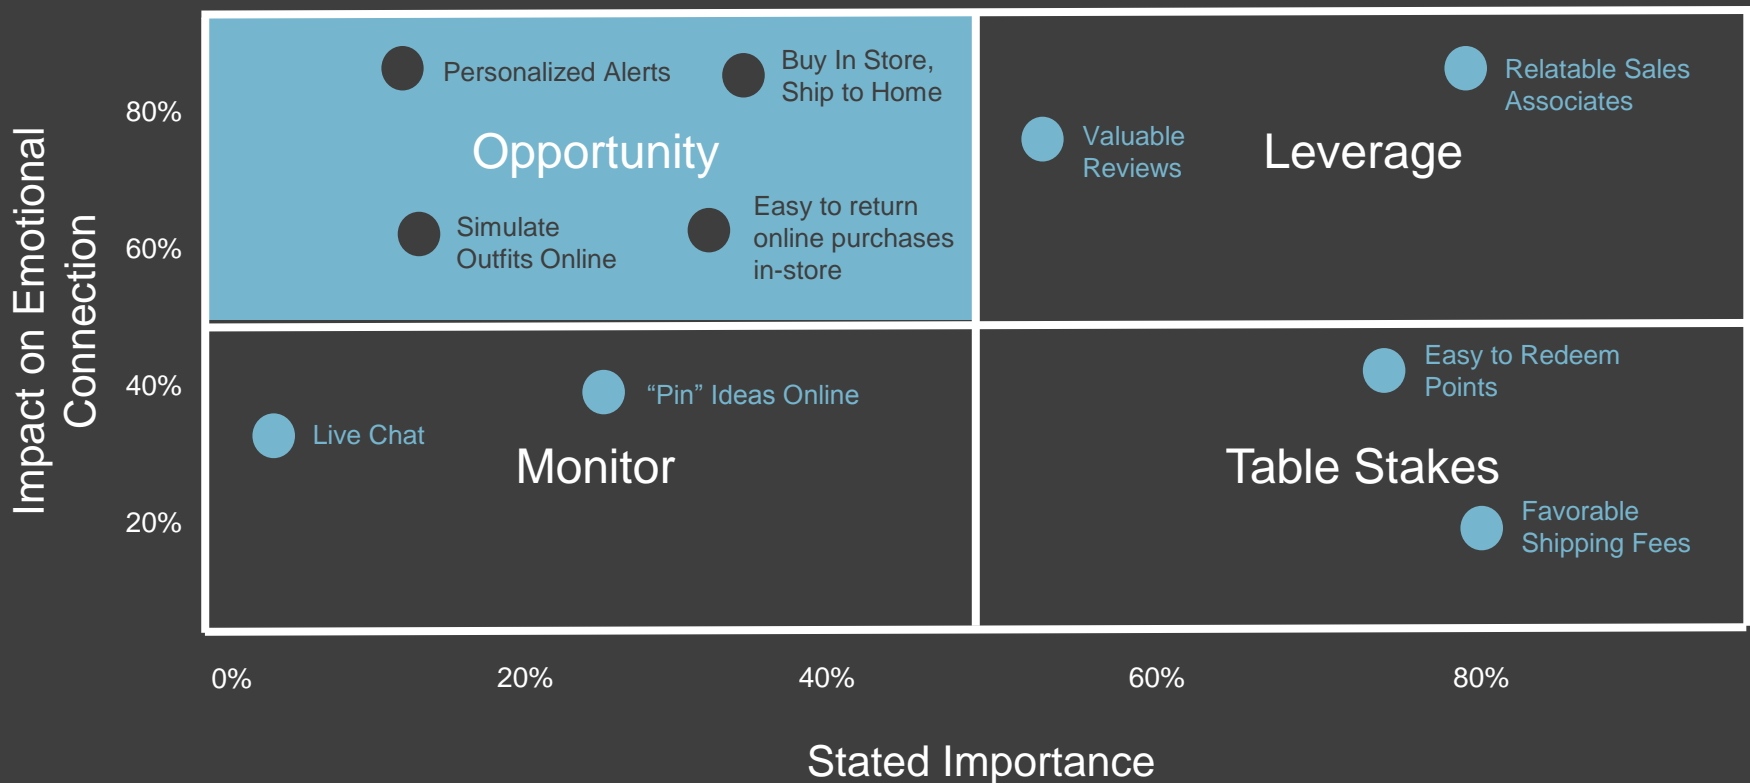 Impact on Emotional
Connection
80%
60%
40%
20%
Personalized Alerts
Buy In Store,
Ship to Home
Opportunity
Simulate
Outfits Online
Easy to return
online purchases
in-store
Relatable Sales
Associates
Valuable
Reviews
Leverage
“Pin” Ideas Online
Live Chat
Monitor
Easy to Redeem
Points
Table Stakes
Favorable
Shipping Fees
0%
20%
40%
60%
80%
Stated Importance